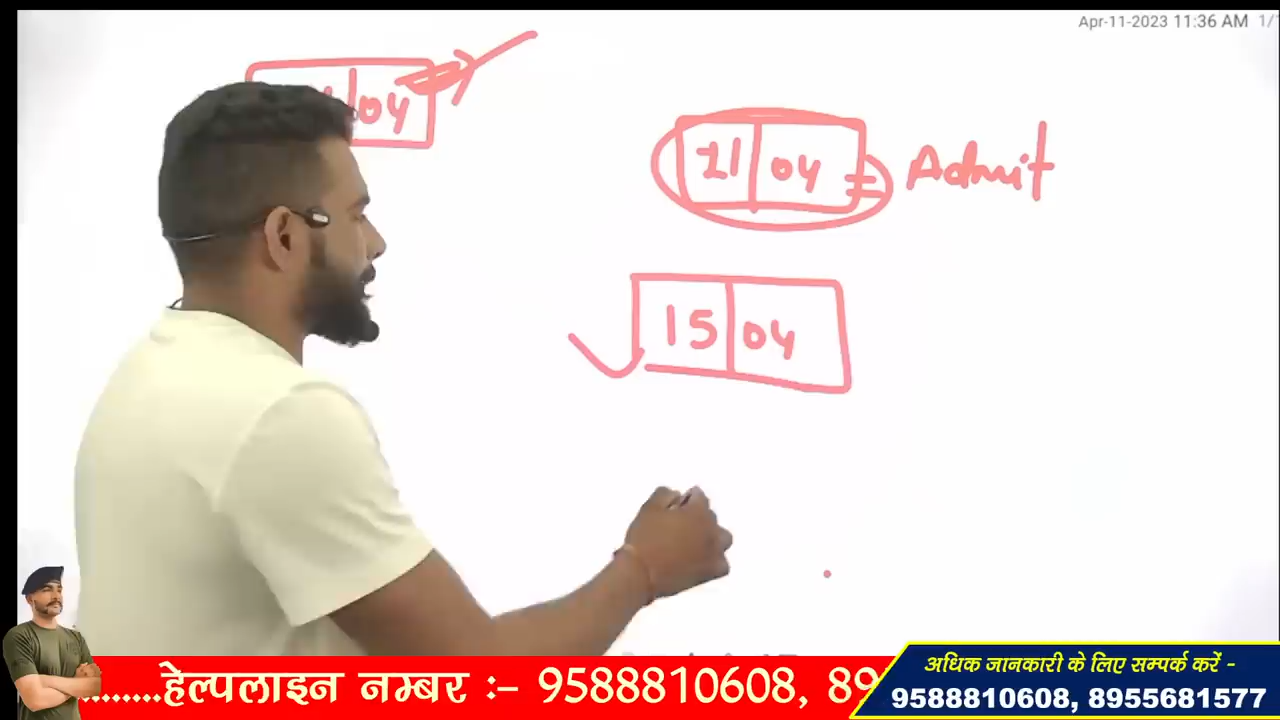 Apr-11-2023 11:36 AM 1/
04
21 04 = Admit
15 04
.......हेल्पलाइन नम्बर :- 9588810608, 89
अधिक जानकारी के लिए सम्पर्क करें -
9588810608, 8955681577